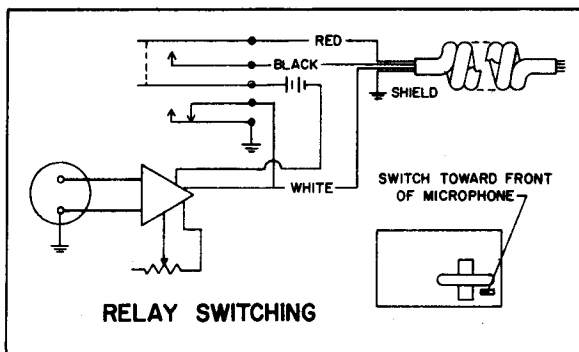 RED
BLACK
SHIELD
WHITE
SWITCH TOWARD FRONT
OF MICROPHONE
RELAY SWITCHING